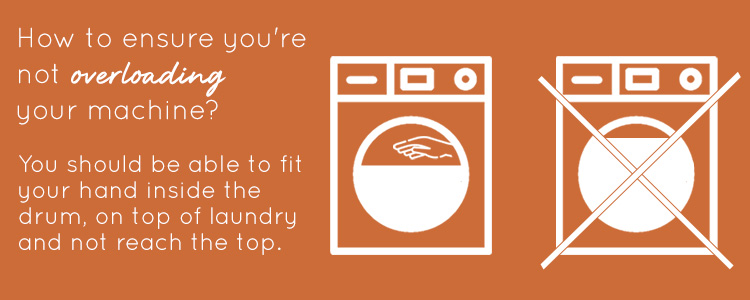 How to ensure you're
not overloading
your machine?
You should be able to fit
your hand inside the
drum, on top of laundry
and not reach the top.